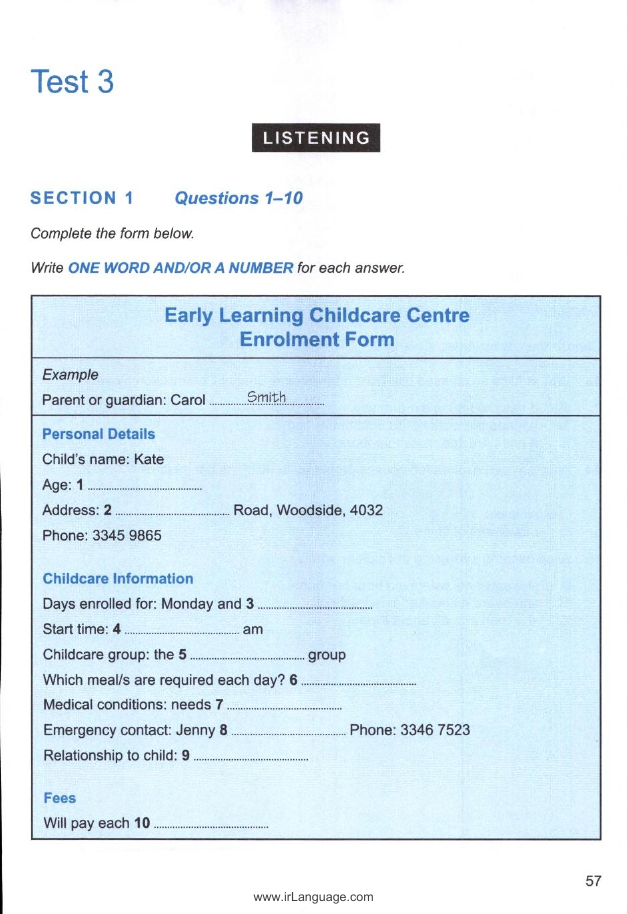 Test 3
LISTENING
SECTION 1 Questions 1–10
Complete the form below.
Write ONE WORD AND/OR A NUMBER for each answer.
Early Learning Childcare Centre
Enrolment Form
Example
Parent or guardian: Carol ............Smith............
Personal Details
Child's name: Kate
Age: 1 ......................................
Address: 2 ...................................... Road, Woodside, 4032
Phone: 3345 9865
Childcare Information
Days enrolled for: Monday and 3 ......................................
Start time: 4 ...................................... am
Childcare group: the 5 ...................................... group
Which meal/s are required each day? 6 ......................................
Medical conditions: needs 7 ......................................
Emergency contact: Jenny 8 ...................................... Phone: 3346 7523
Relationship to child: 9 ......................................
Fees
Will pay each 10 ......................................
57
www.irLanguage.com